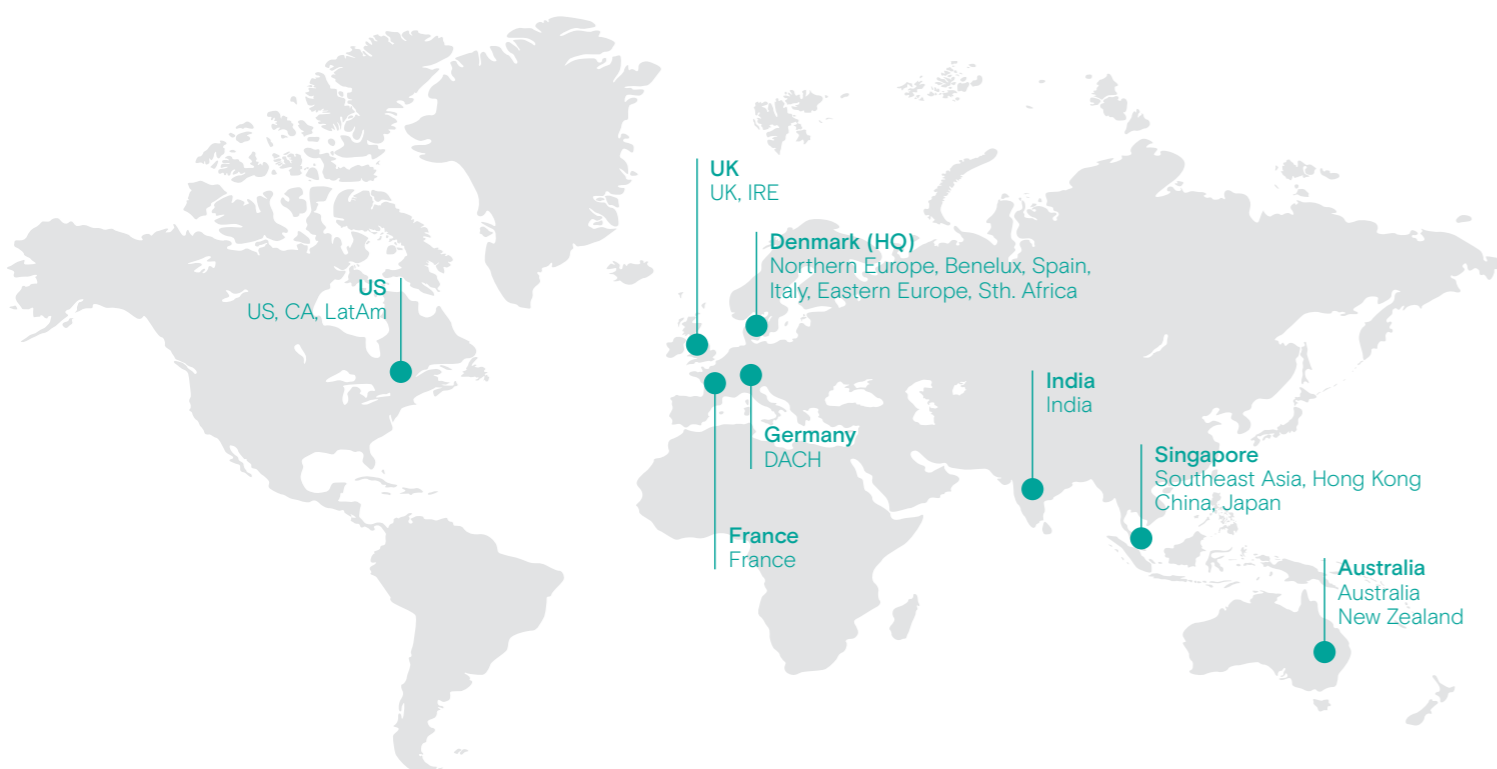 UK
UK, IRE
Denmark (HQ)
Northern Europe, Benelux, Spain,
Italy, Eastern Europe, Sth. Africa
US
US, CA, LatAm
India
India
Germany
DACH
Singapore
Southeast Asia, Hong Kong
China, Japan
France
France
Australia
Australia
New Zealand